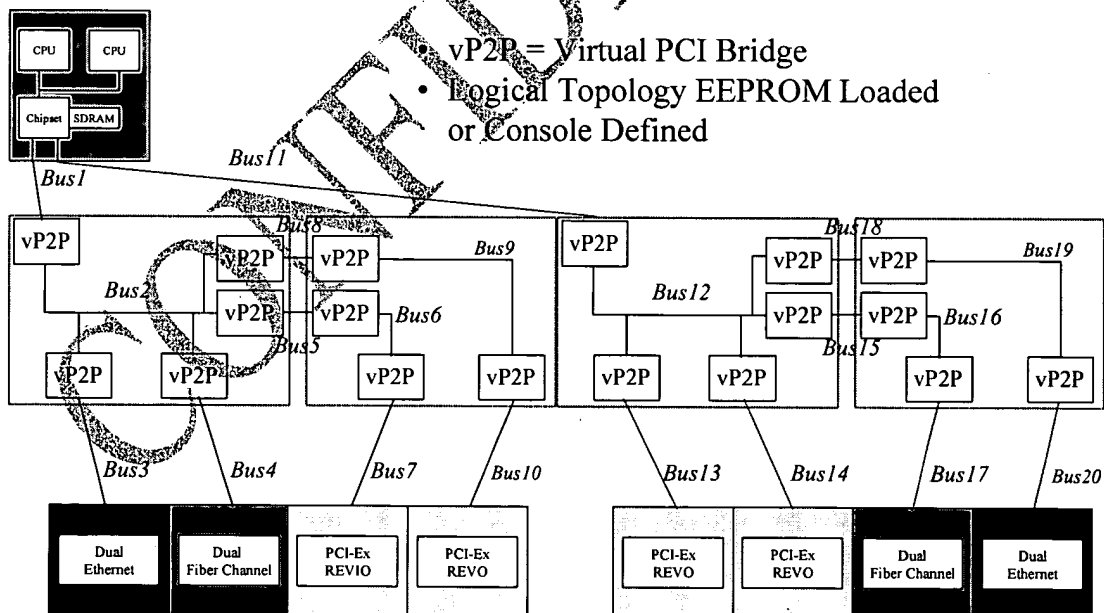 CPU CPU
Chipset SDRAM
• vP2P = Virtual PCI Bridge
• Logical Topology EEPROM Loaded
or Console Defined
Bus1 Bus11
vP2P Bus8 vP2P vP2P Bus9 vP2P Bus18 vP2P vP2P Bus19
Bus2 vP2P vP2P Bus6 Bus12 vP2P vP2P Bus16
Bus5 Bus15
vP2P vP2P vP2P vP2P vP2P vP2P vP2P vP2P
Bus3 Bus4 Bus7 Bus10 Bus13 Bus14 Bus17 Bus20
Dual Dual PCI-Ex PCI-Ex PCI-Ex PCI-Ex Dual Dual
Ethernet Fiber Channel REVIO REVO REVO REVO Fiber Channel Ethernet